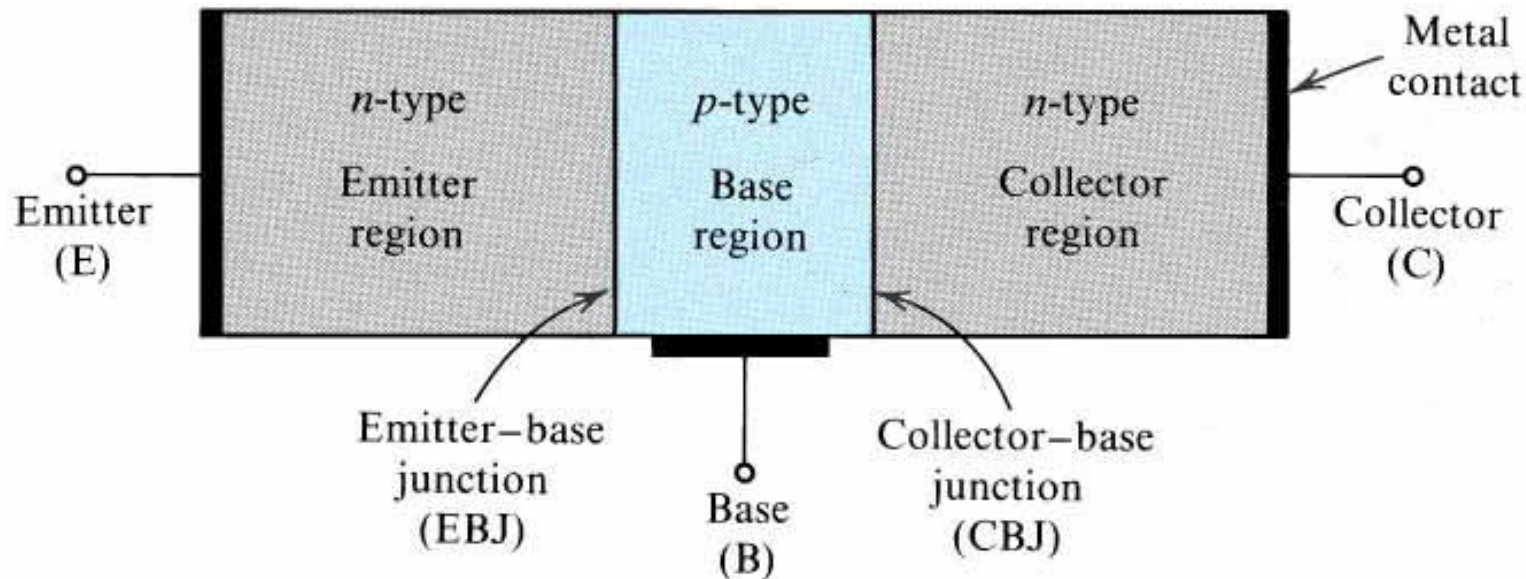 n-type
Emitter
region
p-type
Base
region
n-type
Collector
region
Metal
contact
Emitter
(E)
Collector
(C)
Emitter–base
junction
(EBJ)
Base
(B)
Collector–base
junction
(CBJ)